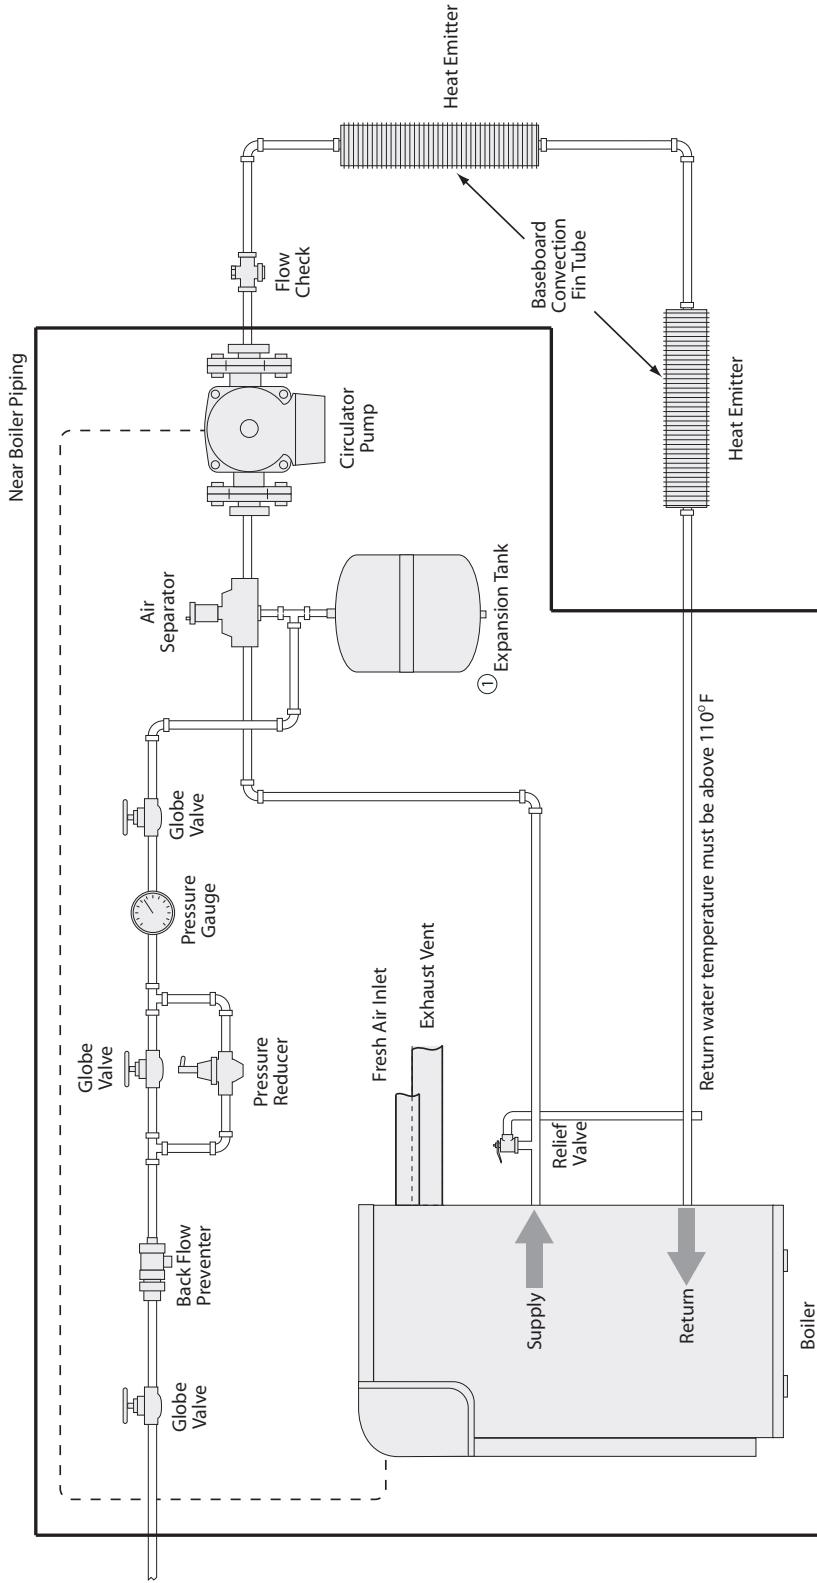 Near Boiler Piping
Globe
Valve
Back Flow
Preventer
Globe
Valve
Pressure
Reducer
Pressure
Gauge
Globe
Valve
Air
Separator
Circulator
Pump
Flow
Check
Heat Emitter
Baseboard
Convection
Fin Tube
Heat Emitter
① Expansion Tank
Fresh Air Inlet
Exhaust Vent
Relief
Valve
Supply
Return
Return water temperature must be above 110° F
Boiler